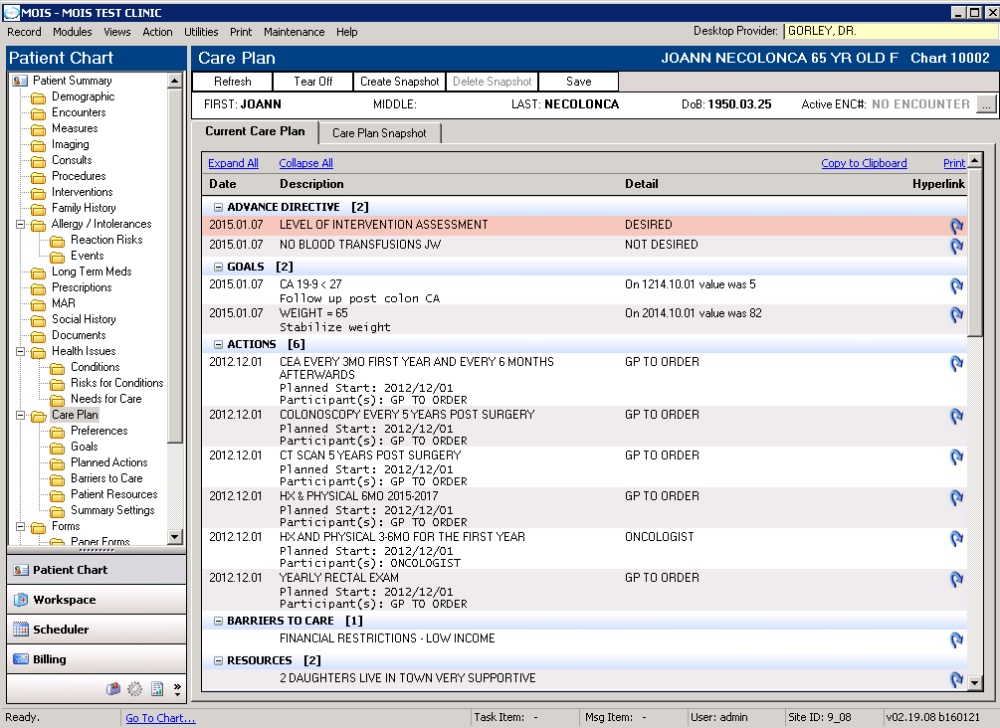 MOIS - MOIS TEST CLINIC
Record Modules Views Action Utilities Print Maintenance Help Desktop Provider: GORLEY, DR.
Patient Chart
Patient Summary
Demographic
Encounters
Measures
Imaging
Consults
Procedures
Interventions
Family History
Allergy / Intolerances
Reaction Risks
Events
Long Term Meds
Prescriptions
MAR
Social History
Documents
Health Issues
Conditions
Risks for Conditions
Needs for Care
Care Plan
Preferences
Goals
Planned Actions
Barriers to Care
Patient Resources
Summary Settings
Forms
Paper Forms
Patient Chart
Workspace
Scheduler
Billing
Care Plan JOANN NECOLONCA 65 YR OLD F Chart 10002
Refresh Tear Off Create Snapshot Delete Snapshot Save
FIRST: JOANN MIDDLE: LAST: NECOLONCA DoB: 1950.03.25 Active ENC#: NO ENCOUNTER ...
Current Care Plan Care Plan Snapshot
Expand All Collapse All Copy to Clipboard Print
Date Description Detail Hyperlink
ADVANCE DIRECTIVE [2]
2015.01.07 LEVEL OF INTERVENTION ASSESSMENT DESIRED
2015.01.07 NO BLOOD TRANSFUSIONS JW NOT DESIRED
GOALS [2]
2015.01.07 CA 19-9 < 27 On 1214.10.01 value was 5
Follow up post colon CA
2015.01.07 WEIGHT = 65 On 2014.10.01 value was 82
Stabilize weight
ACTIONS [6]
2012.12.01 CEA EVERY 3MO FIRST YEAR AND EVERY 6 MONTHS GP TO ORDER
AFTERWARDS
Planned Start: 2012/12/01
Participant(s): GP TO ORDER
2012.12.01 COLONOSCOPY EVERY 5 YEARS POST SURGERY GP TO ORDER
Planned Start: 2012/12/01
Participant(s): GP TO ORDER
2012.12.01 CT SCAN 5 YEARS POST SURGERY GP TO ORDER
Planned Start: 2012/12/01
Participant(s): GP TO ORDER
2012.12.01 HX & PHYSICAL 6MO 2015-2017 GP TO ORDER
Planned Start: 2012/12/01
Participant(s): GP TO ORDER
2012.12.01 HX AND PHYSICAL 3-6MO FOR THE FIRST YEAR ONCOLOGIST
Planned Start: 2012/12/01
Participant(s): ONCOLOGIST
2012.12.01 YEARLY RECTAL EXAM GP TO ORDER
Planned Start: 2012/12/01
Participant(s): GP TO ORDER
BARRIERS TO CARE [1]
FINANCIAL RESTRICTIONS - LOW INCOME
RESOURCES [2]
2 DAUGHTERS LIVE IN TOWN VERY SUPPORTIVE
Ready. Go To Chart... Task Item: - Msg Item: - User: admin Site ID: 9_08 v02.19.08 b160121